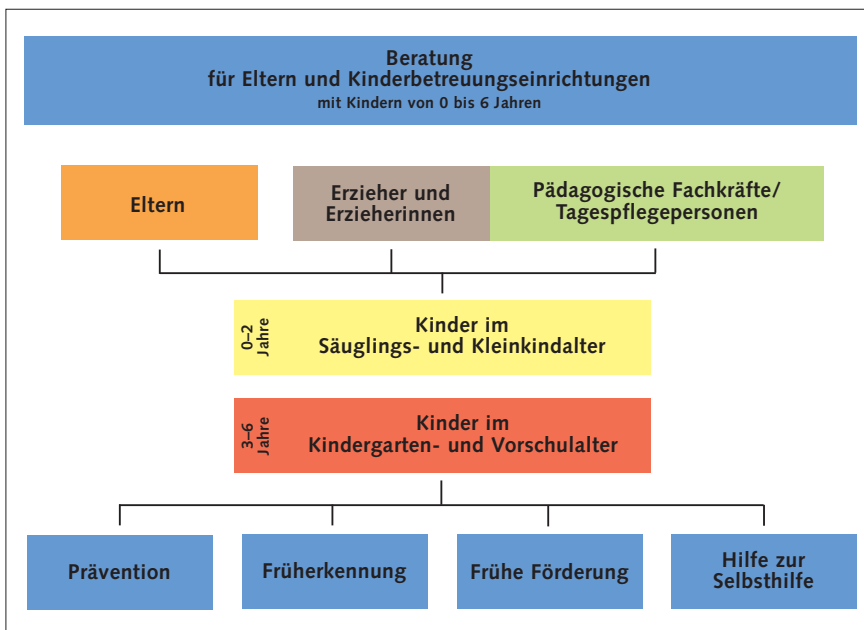 Beratung
für Eltern und Kinderbetreuungseinrichtungen
mit Kindern von 0 bis 6 Jahren
Eltern
Erzieher und
Erzieherinnen
Pädagogische Fachkräfte/
Tagespflegepersonen
0–2
Jahre
Kinder im
Säuglings- und Kleinkindalter
3–6
Jahre
Kinder im
Kindergarten- und Vorschulalter
Prävention
Früherkennung
Frühe Förderung
Hilfe zur
Selbsthilfe